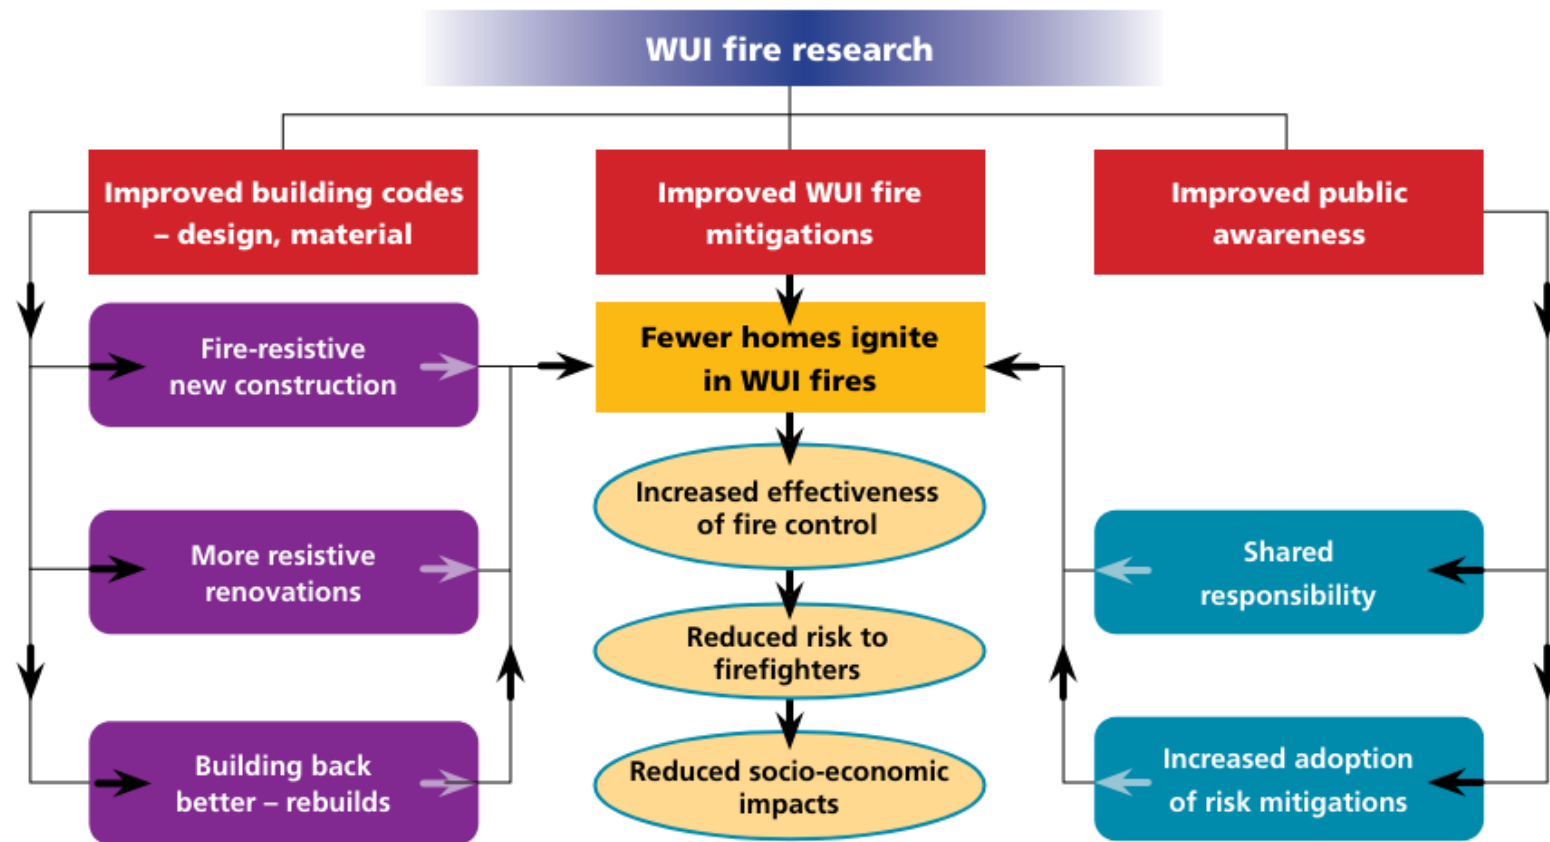 WUI fire research
Improved building codes
– design, material
Improved WUI fire
mitigations
Improved public
awareness
Fire-resistive
new construction
Fewer homes ignite
in WUI fires
Increased effectiveness
of fire control
More resistive
renovations
Shared
responsibility
Reduced risk to
firefighters
Building back
better – rebuilds
Reduced socio-economic
impacts
Increased adoption
of risk mitigations